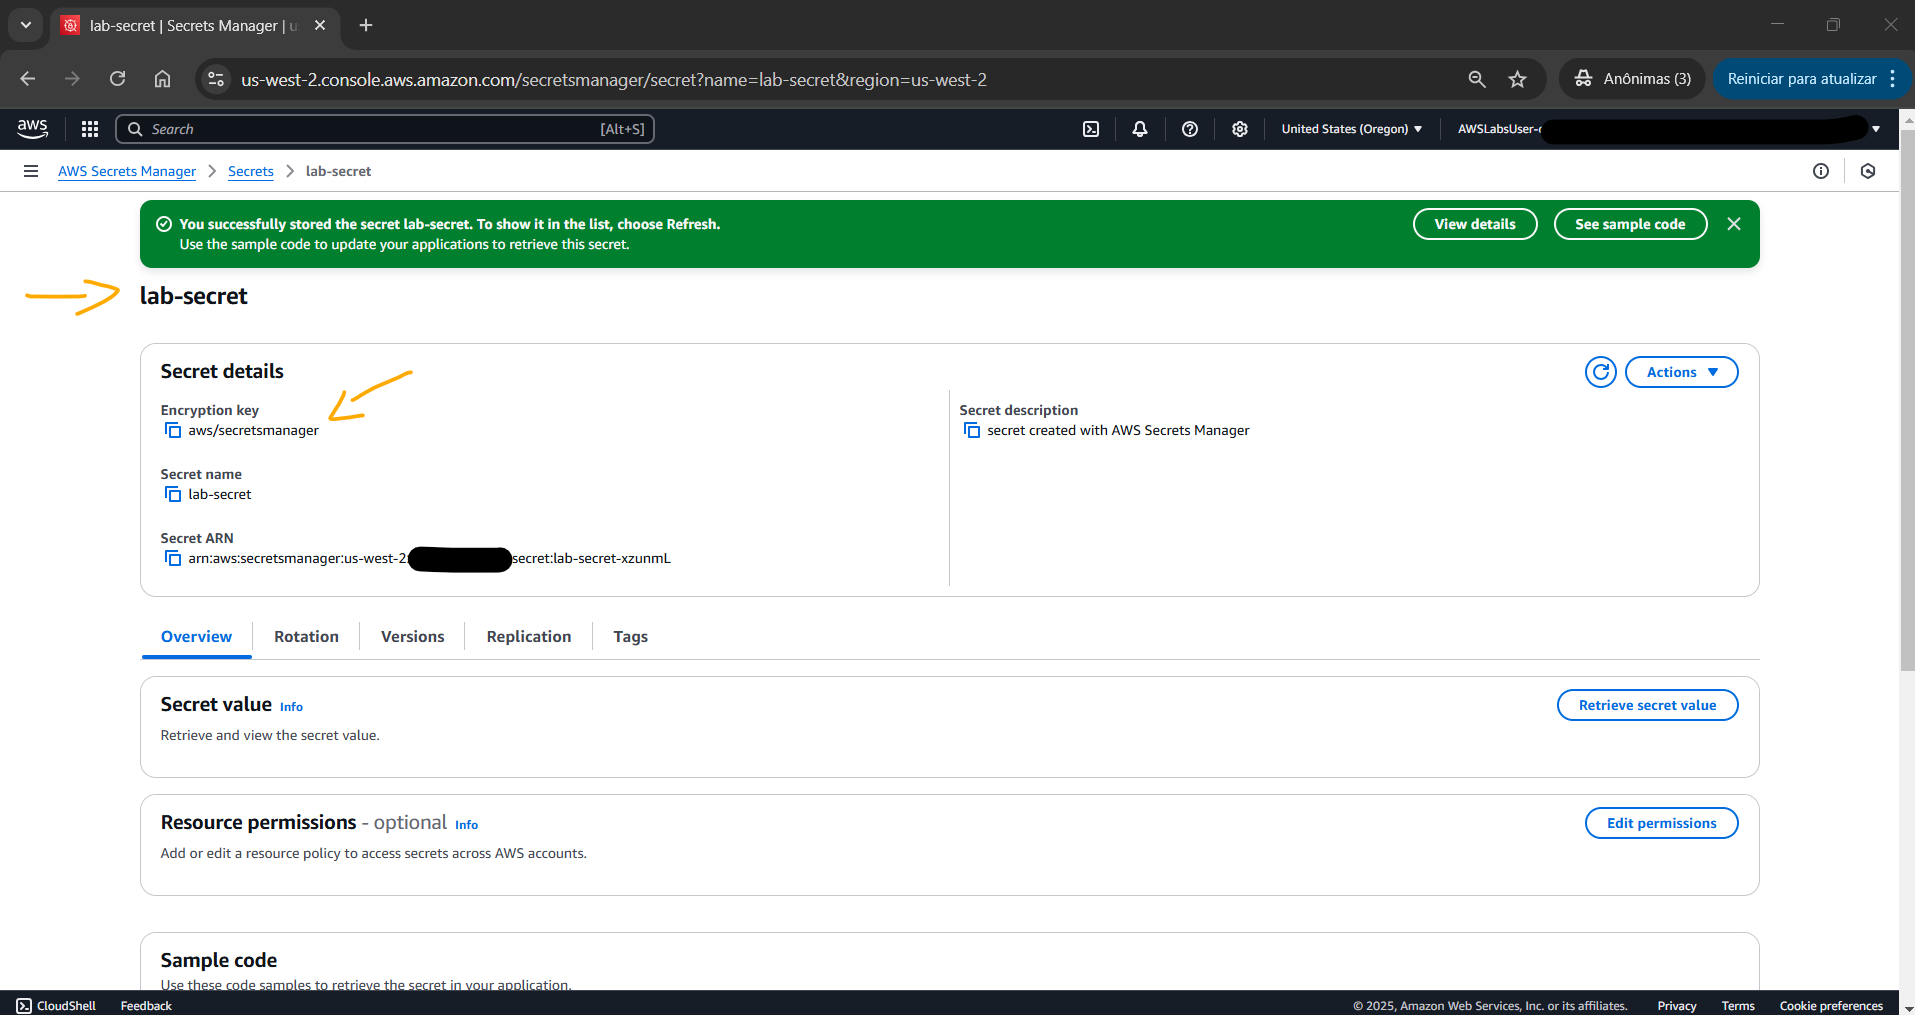 lab-secret | Secrets Manager | us
us-west-2.console.aws.amazon.com/secretsmanager/secret?name=lab-secret&region=us-west-2
Anônimas (3)
Reiniciar para atualizar
aws
Search
[Alt+S]
United States (Oregon)
AWSLabsUser-
AWS Secrets Manager
Secrets
lab-secret
You successfully stored the secret lab-secret. To show it in the list, choose Refresh.
Use the sample code to update your applications to retrieve this secret.
View details
See sample code
lab-secret
Secret details
Actions
Encryption key
aws/secretsmanager
Secret description
secret created with AWS Secrets Manager
Secret name
lab-secret
Secret ARN
arn:aws:secretsmanager:us-west-2: secret:lab-secret-xzunmL
Overview
Rotation
Versions
Replication
Tags
Secret value Info
Retrieve secret value
Retrieve and view the secret value.
Resource permissions - optional Info
Edit permissions
Add or edit a resource policy to access secrets across AWS accounts.
Sample code
Use these code samples to retrieve the secret in your application.
CloudShell
Feedback
© 2025, Amazon Web Services, Inc. or its affiliates.
Privacy
Terms
Cookie preferences